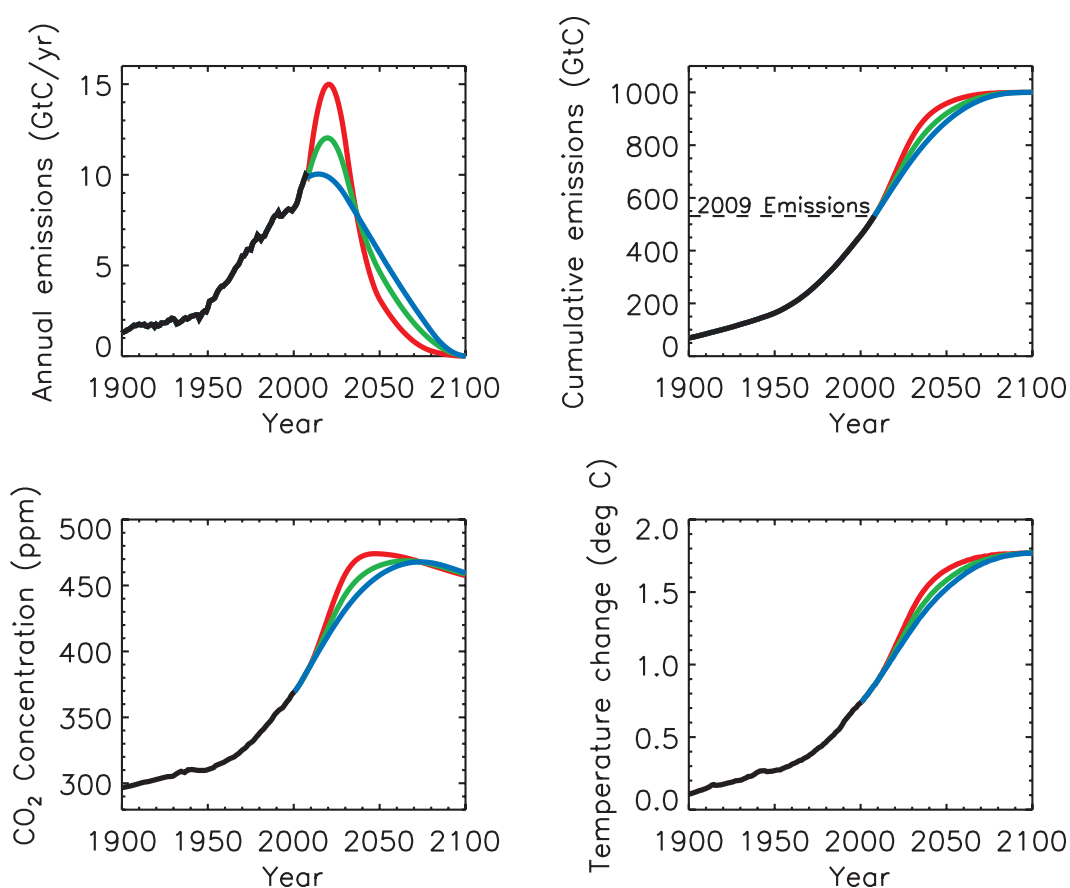 Annual emissions (GtC/yr)
15
10
5
0
1900 1950 2000 2050 2100
Year
Cumulative emissions (GtC)
1000
800
600
400
200
0
2009 Emissions
1900 1950 2000 2050 2100
Year
CO₂ Concentration (ppm)
500
450
400
350
300
1900 1950 2000 2050 2100
Year
Temperature change (deg C)
2.0
1.5
1.0
0.5
0.0
1900 1950 2000 2050 2100
Year